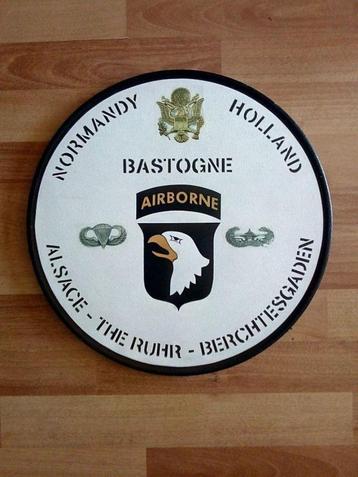 NORMANDY
HOLLAND
BASTOGNE
AIRBORNE
ALSACE - THE RUHR - BERCHTESGADEN